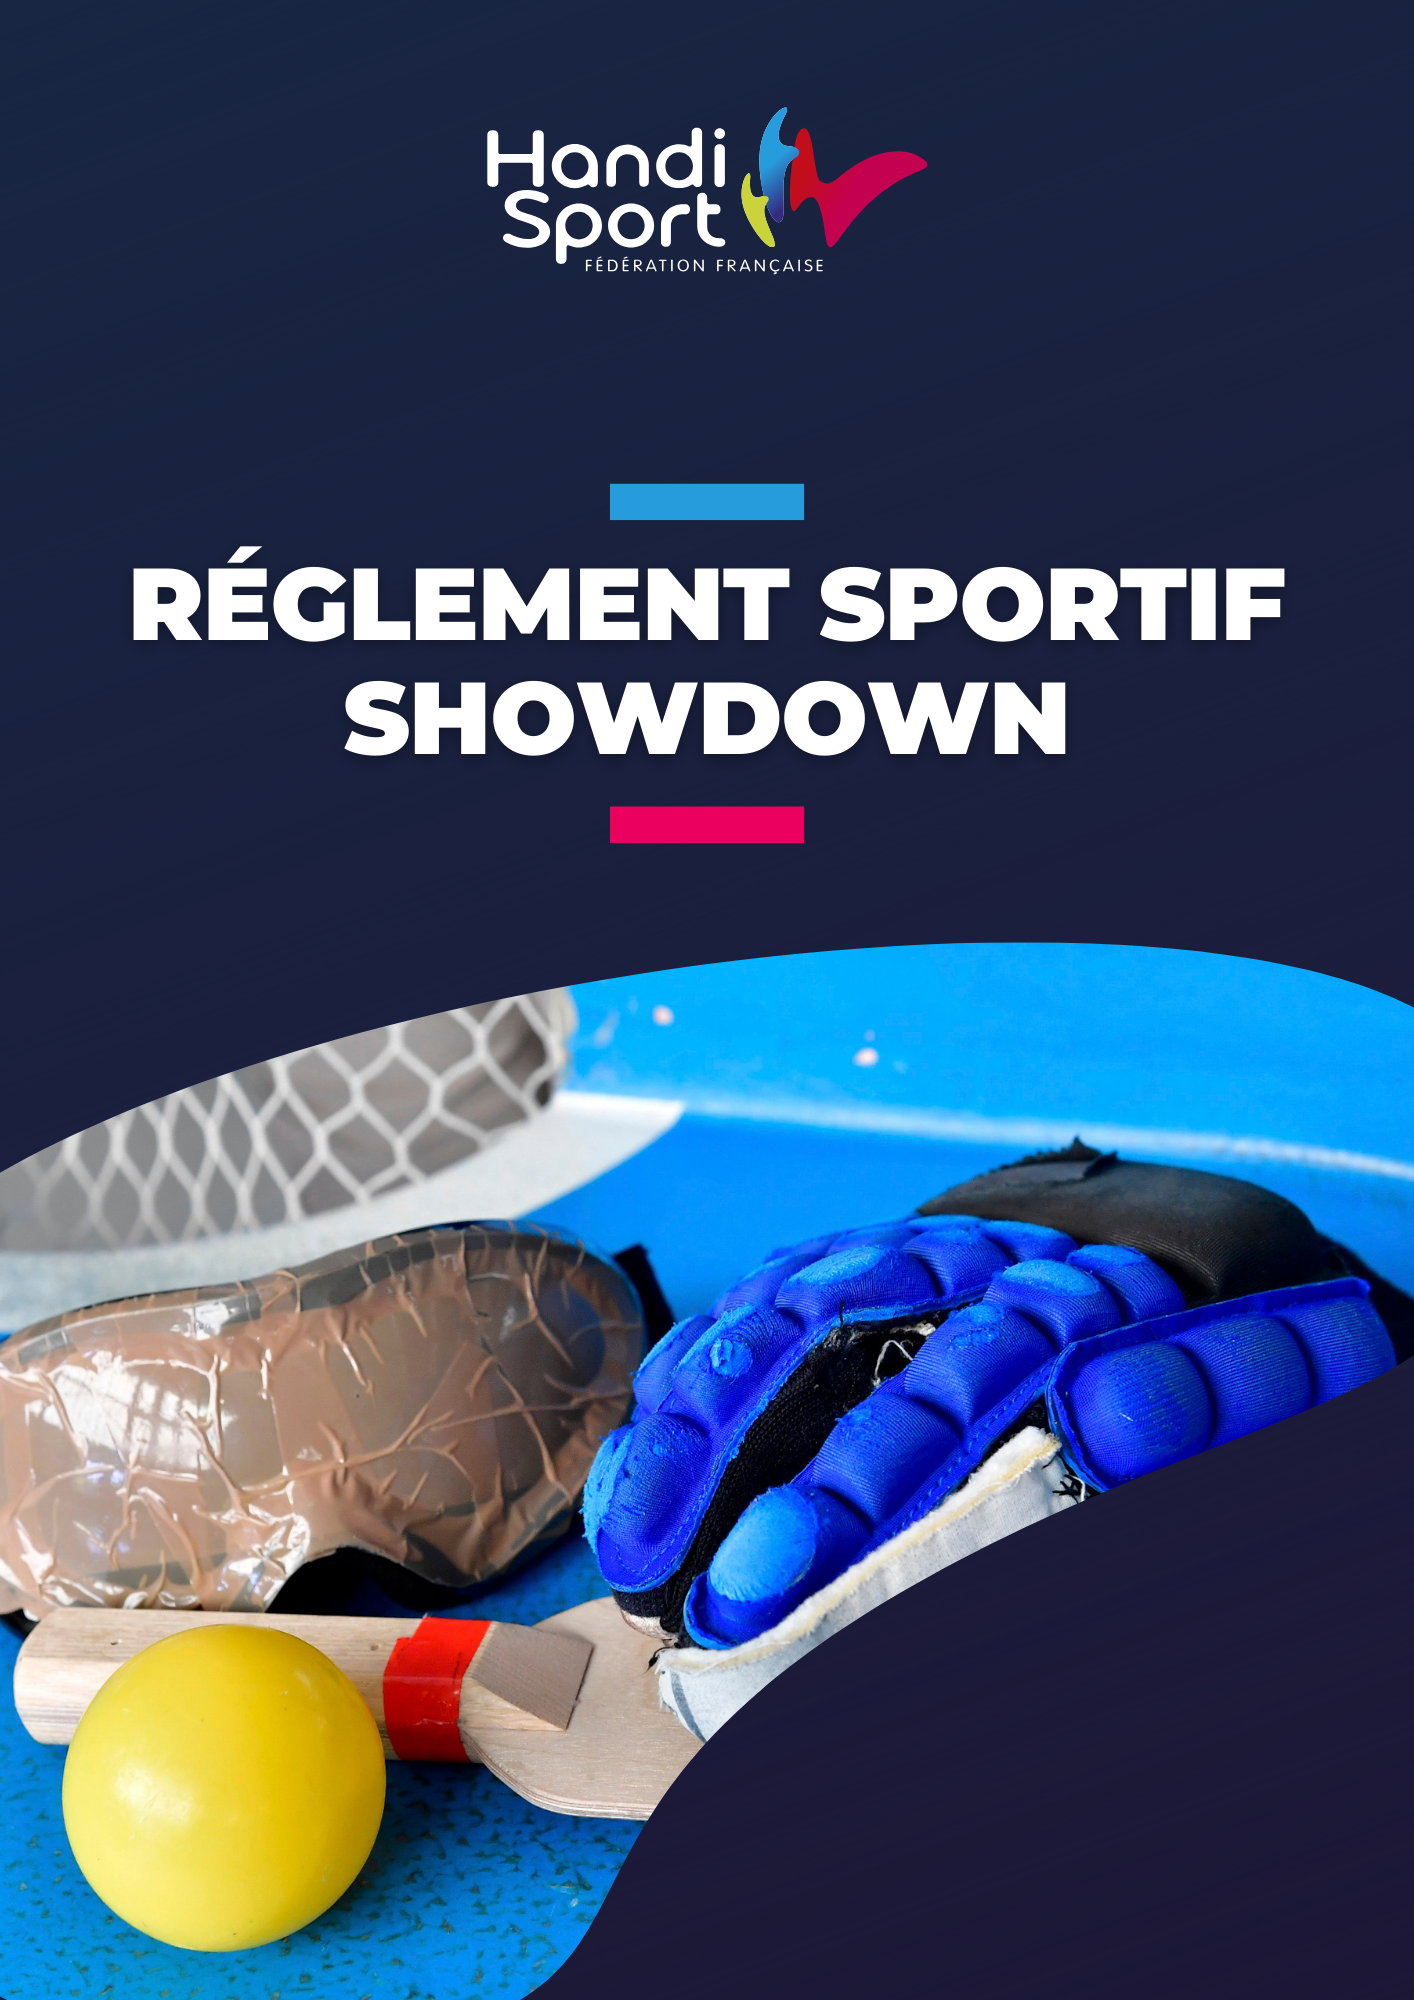 Handi
Sport
FÉDÉRATION FRANÇAISE
RÉGLEMENT SPORTIF
SHOWDOWN